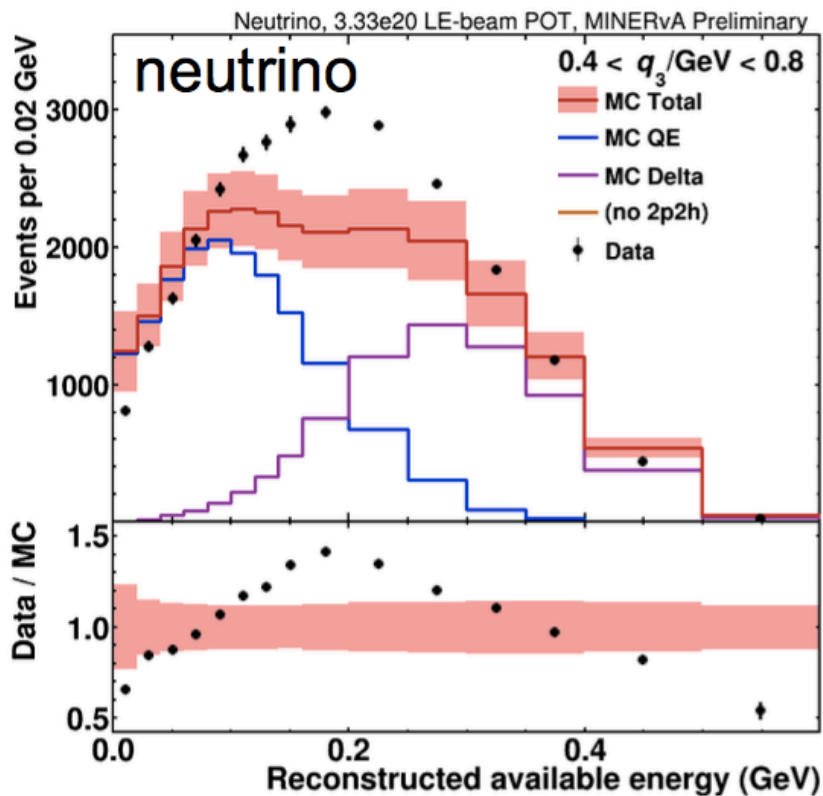 Neutrino, 3.33e20 LE-beam POT, MINERvA Preliminary
neutrino
0.4 < q3/GeV < 0.8
MC Total
MC QE
MC Delta
(no 2p2h)
Data
Events per 0.02 GeV
3000
2000
1000
Data / MC
1.5
1.0
0.5
0.0 0.2 0.4
Reconstructed available energy (GeV)